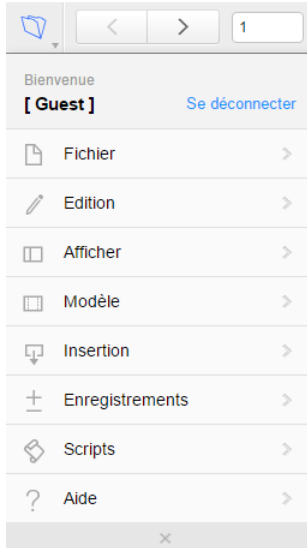 1
Bienvenue
[ Guest ]
Se déconnecter
Fichier
Edition
Afficher
Modèle
Insertion
Enregistrements
Scripts
Aide